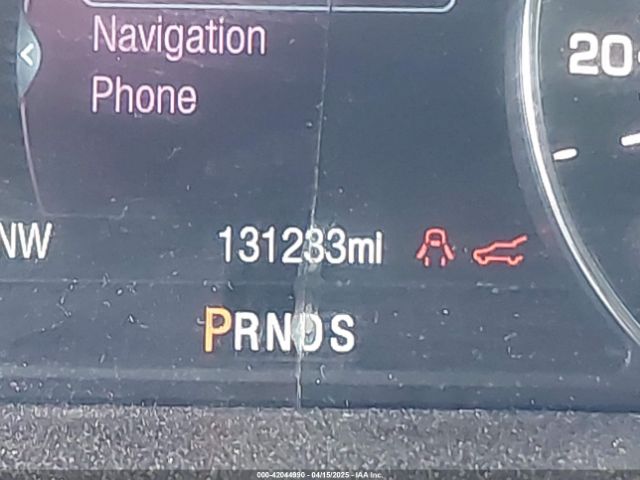 Navigation
Phone
20
NW
131233mi
PRNDS
000-42044990 - 04/15/2025 - IAA Inc.